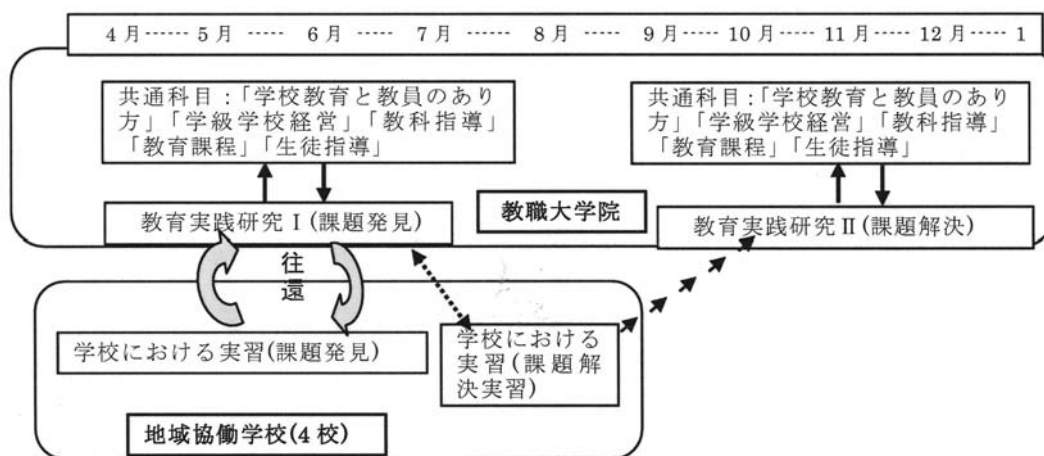 4月……5月……6月……7月……8月……9月……10月……11月……12月……1
共通科目:「学校教育と教員のあり
方」「学級学校経営」「教科指導」
「教育課程」「生徒指導」
共通科目:「学校教育と教員のあり
方」「学級学校経営」「教科指導」
「教育課程」「生徒指導」
教職大学院
教育実践研究Ⅰ(課題発見)
教育実践研究Ⅱ(課題解決)
往
還
学校における実習(課題発見)
学校における
実習(課題解
決実習)
地域協働学校(4校)